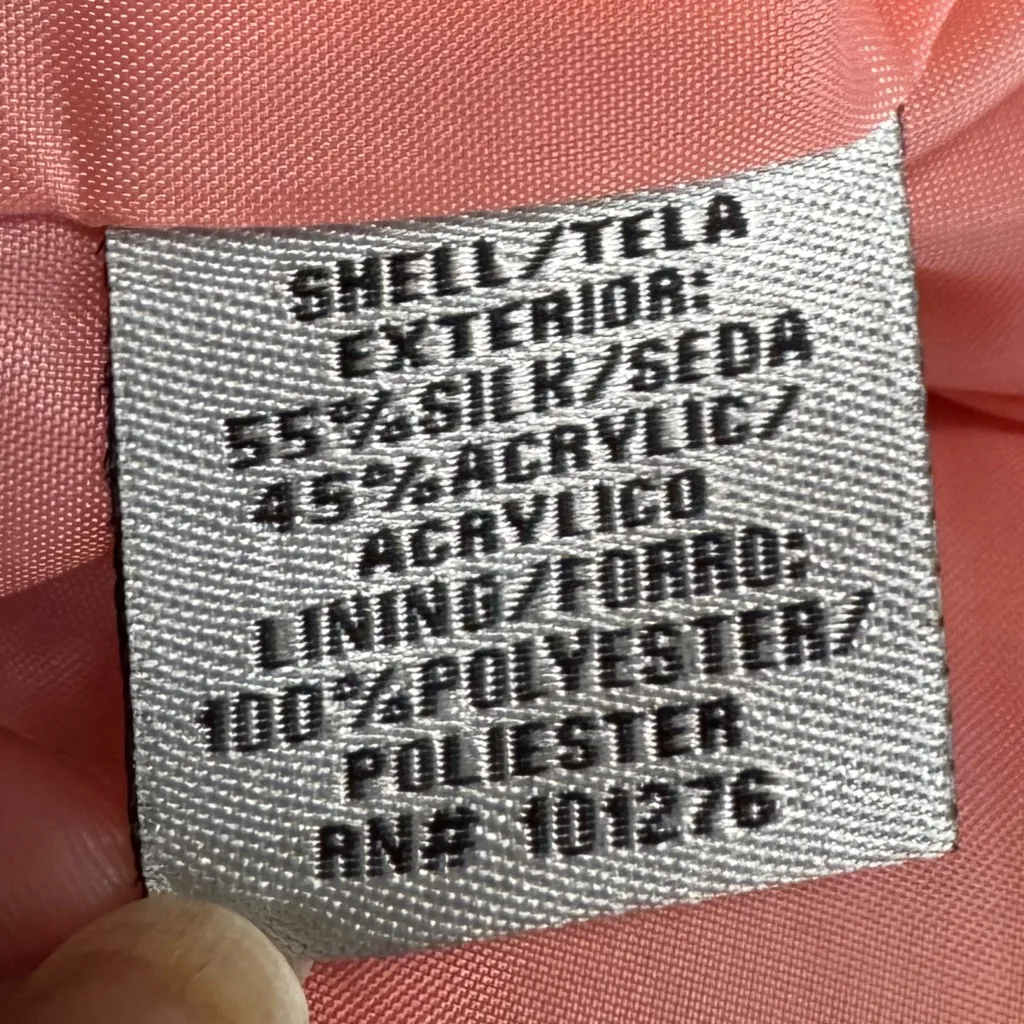 SHELL/TELA
EXTERIOR:
55%SILK/SEDA
45%ACRYLIC/
ACRYLICO
LINING/FORRO:
100%POLYESTER/
POLIESTER
RN# 101276